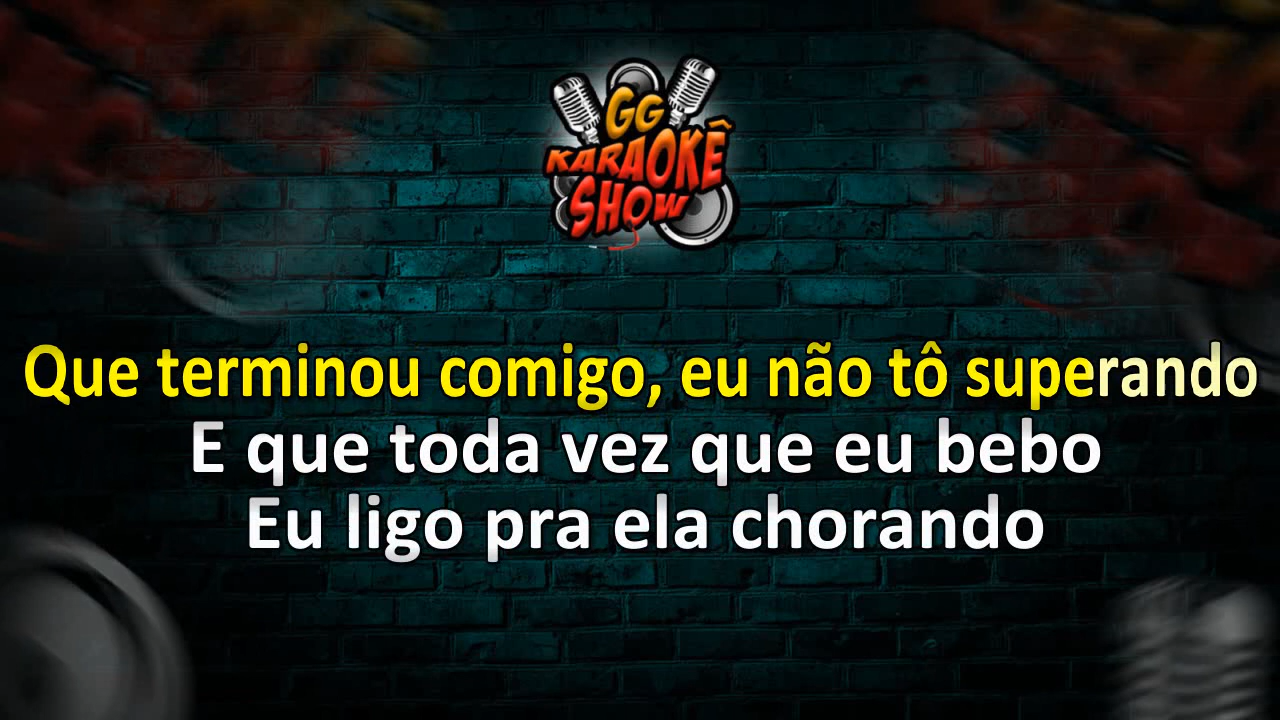 GG
KARAOKÊ
SHOW
Que terminou comigo, eu não tô superando
E que toda vez que eu bebo
Eu ligo pra ela chorando